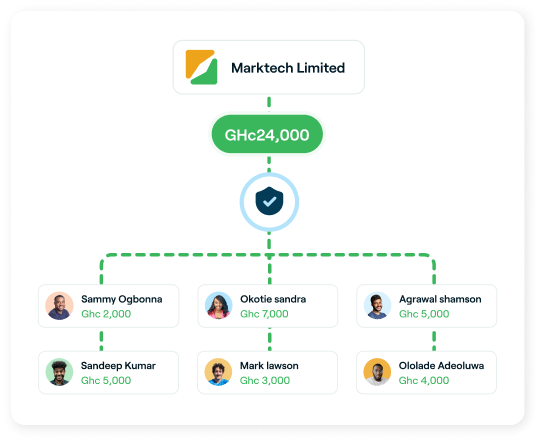 Marktech Limited
GHc24,000
Sammy Ogbonna
Ghc 2,000
Okotie sandra
Ghc 7,000
Agrawal shamson
Ghc 5,000
Sandeep Kumar
Ghc 5,000
Mark lawson
Ghc 3,000
Ololade Adeoluwa
Ghc 4,000